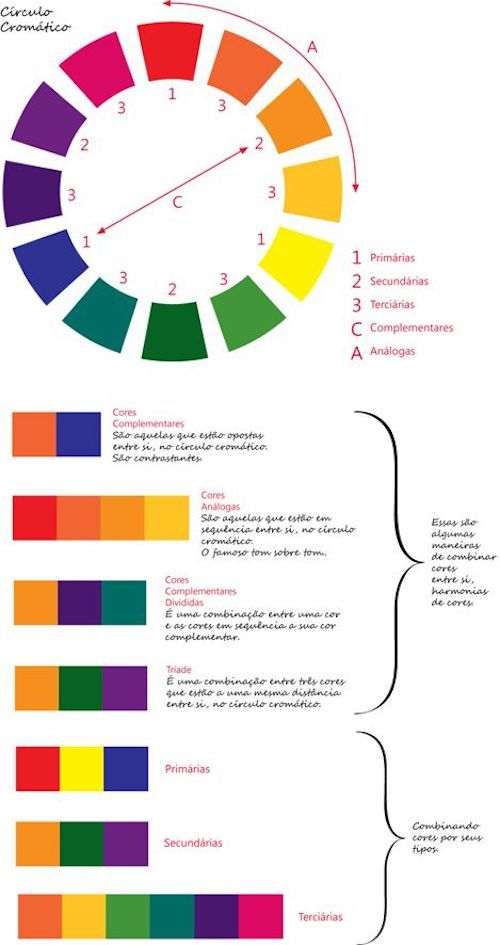 Círculo
Cromático
A
1
3
3
2
2
3
3
C
1
1
3
3
2
1 Primárias
2 Secundárias
3 Terciárias
C Complementares
A Análogas
Cores
Complementares
São aquelas que estão opostas
entre si, no círculo cromático.
São contrastantes.
Cores
Análogas
São aquelas que estão em
sequência entre si, no círculo
cromático.
O famoso tom sobre tom..
Cores
Complementares
Divididas
É uma combinação entre uma cor
e as cores em sequência a sua cor
complementar.
Triade
É uma combinação entre três cores
que estão a uma mesma distância
entre si, no círculo cromático.
Essas são
algumas
maneiras
de combinar
cores
entre si,
harmonias
de cores.
Primárias
Secundárias
Terciárias
Combinando
cores por seus
tipos.